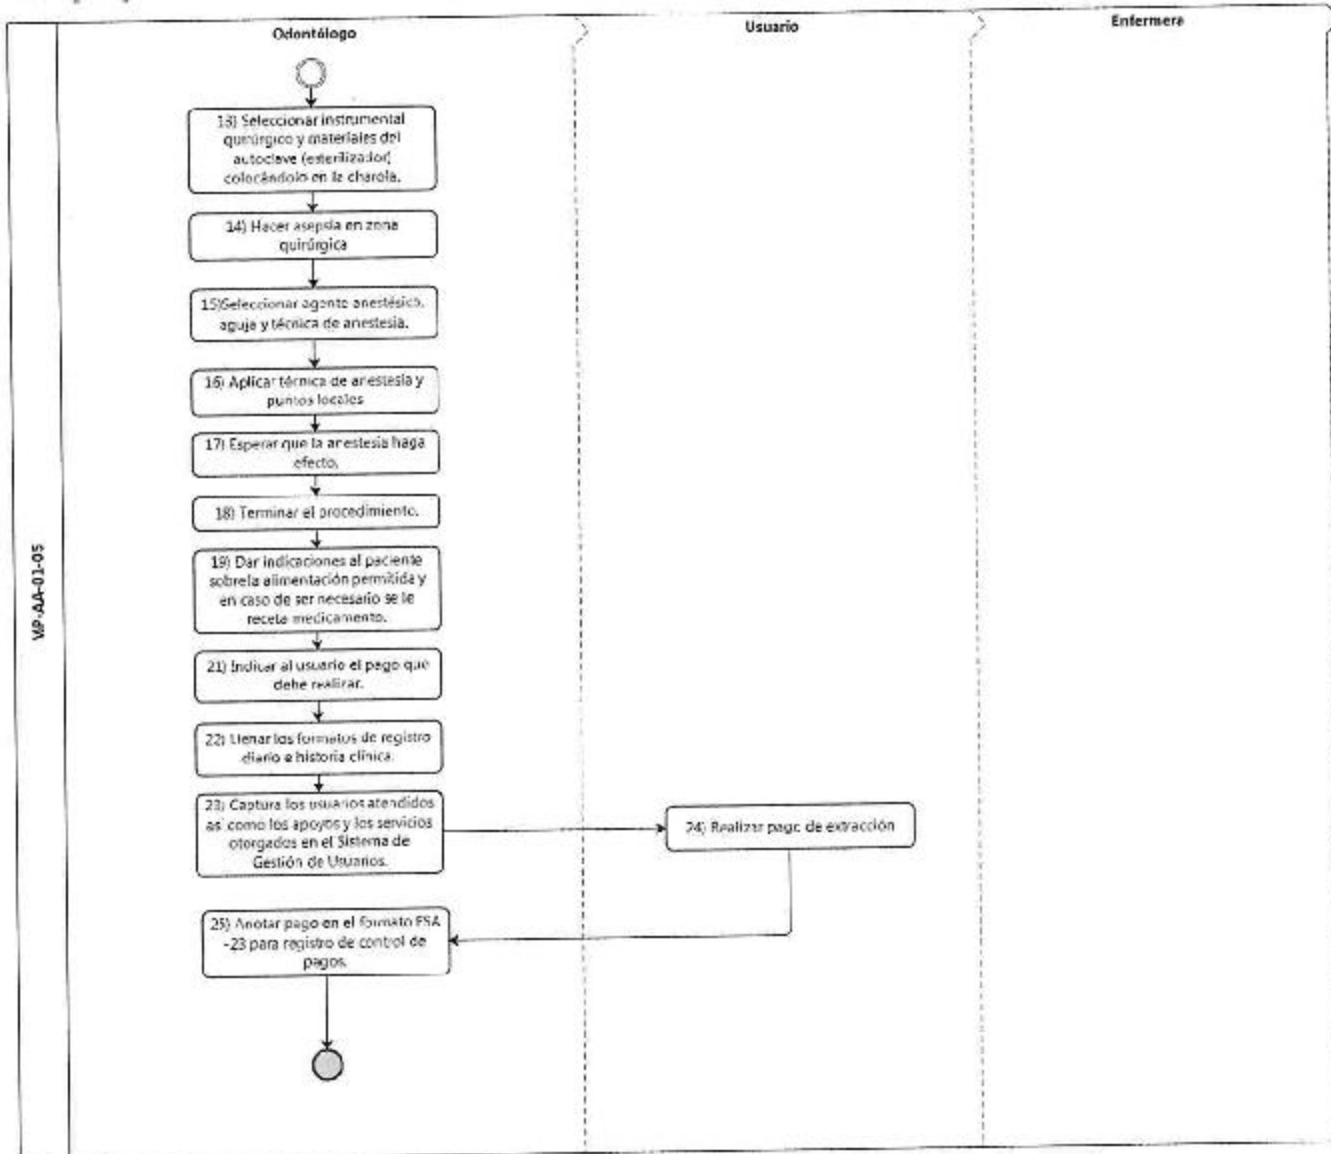 Odontólogo
Usuario
Enfermera
13) Seleccionar instrumental
quirúrgico y materiales del
autoclave (esterilizador)
colocándolo en la charola.
14) Hacer asepsia en zona
quirúrgica
15)Seleccionar agente anestésico,
aguja y técnica de anestesia.
16) Aplicar técnica de anestesia y
puntos locales
17) Esperar que la anestesia haga
efecto.
18) Terminar el procedimiento.
19) Dar indicaciones al paciente
sobre la alimentación permitida y
en caso de ser necesario se le
receta medicamento.
21) Indicar al usuario el pago que
debe realizar.
22) Llenar los formatos de registro
diario e historia clínica.
23) Captura los usuarios atendidos
así como los apoyos y los servicios
otorgados en el Sistema de
Gestión de Usuarios.
24) Realizar pago de extracción
25) Anotar pago en el formato FSA
-23 para registro de control de
pagos.
MP-AA-01-05